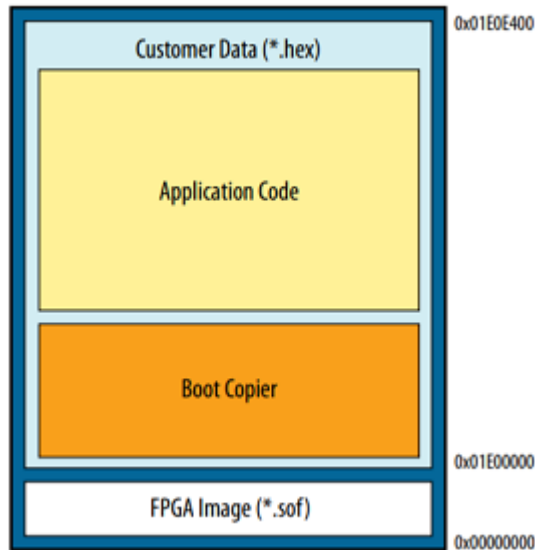 0x01E0E400
Customer Data (*.hex)
Application Code
Boot Copier
0x01E00000
FPGA Image (*.sof)
0x00000000